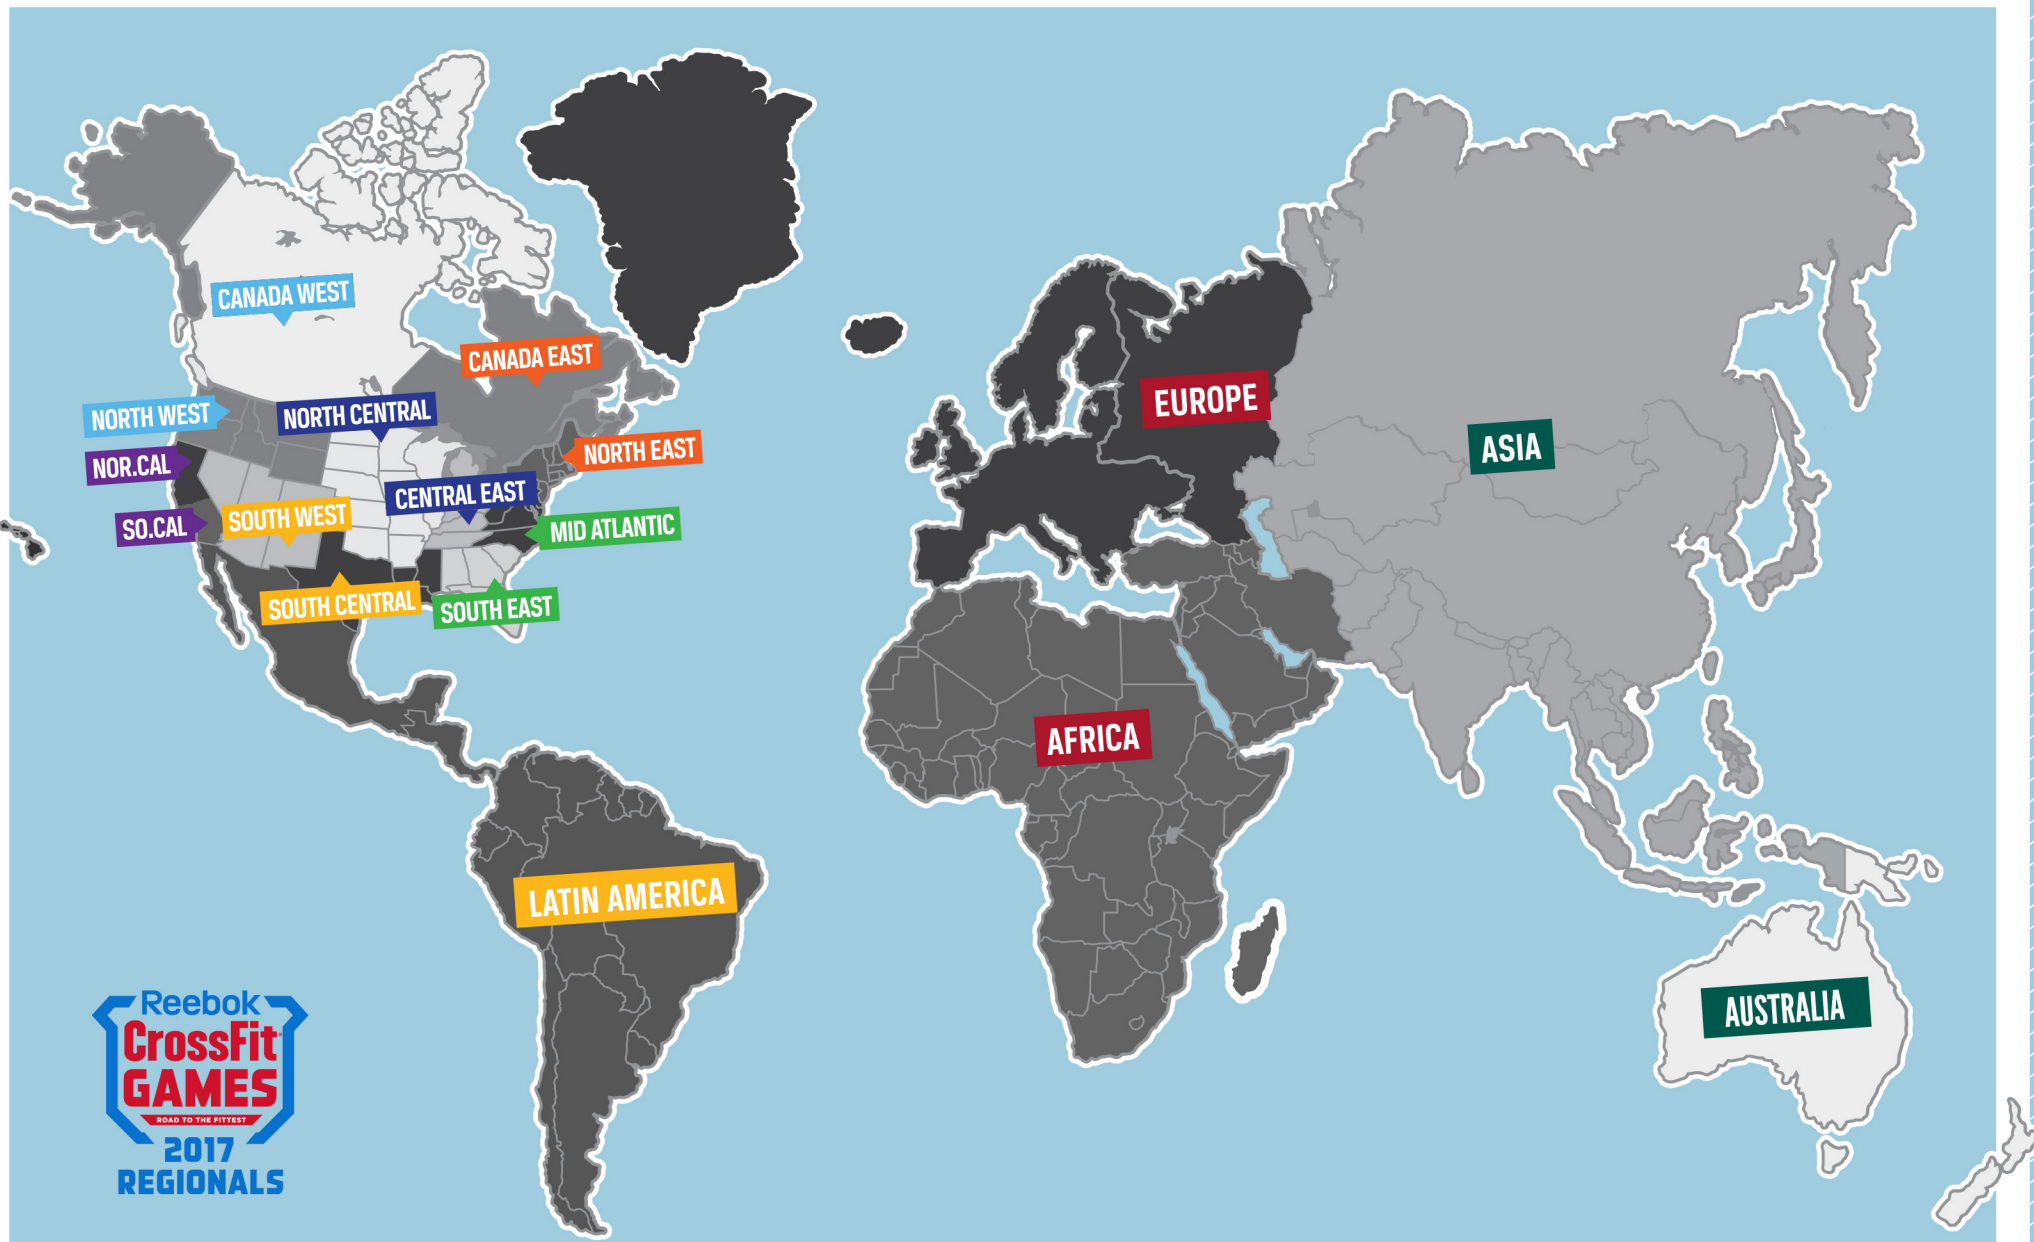 CANADA WEST
CANADA EAST
NORTH WEST
NORTH CENTRAL
NORTH EAST
NOR.CAL
CENTRAL EAST
SO.CAL
SOUTH WEST
MID ATLANTIC
SOUTH CENTRAL
SOUTH EAST
EUROPE
ASIA
AFRICA
LATIN AMERICA
AUSTRALIA
Reebok
CrossFit
GAMES
ROAD TO THE FITTEST
2017
REGIONALS